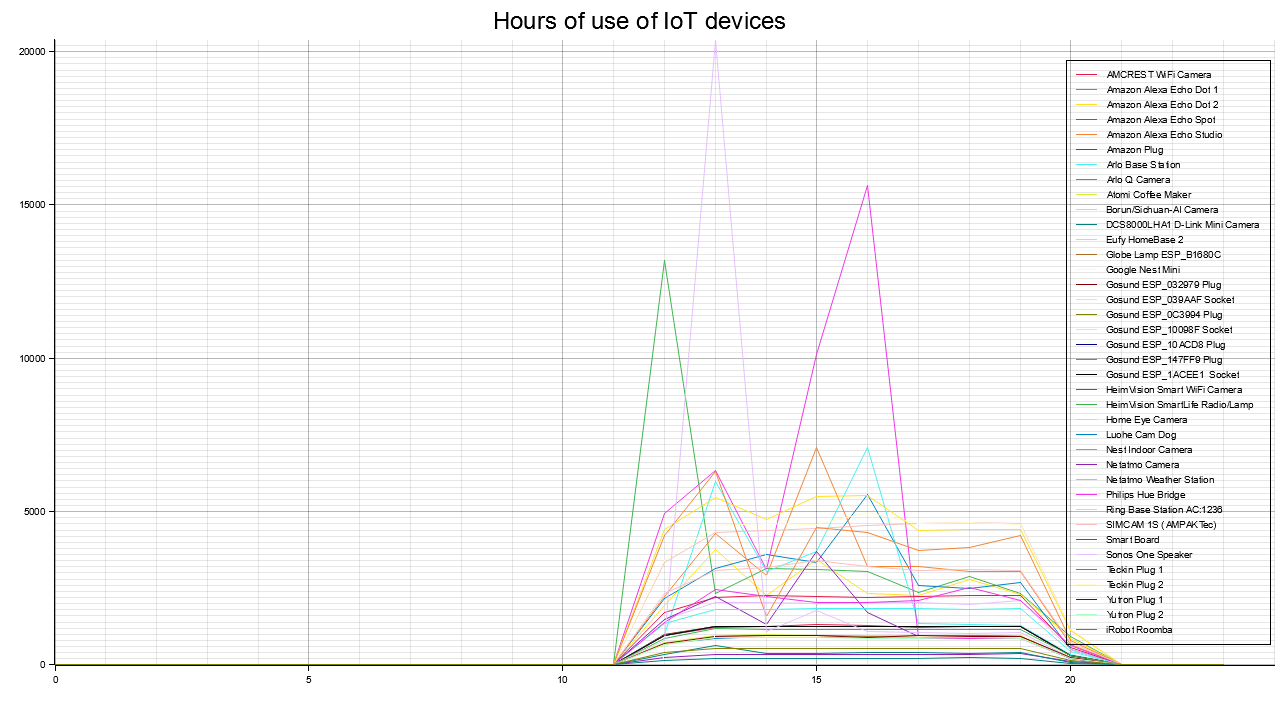 Hours of use of IoT devices
20000
15000
10000
5000
0
0
5
10
15
20
AMCREST WiFi Camera
Amazon Alexa Echo Dot 1
Amazon Alexa Echo Dot 2
Amazon Alexa Echo Spot
Amazon Alexa Echo Studio
Amazon Plug
Arlo Base Station
Arlo Q Camera
Atomi Coffee Maker
Borun/Sichuan-AI Camera
DCS8000LHA1 D-Link Mini Camera
Eufy HomeBase 2
Globe Lamp ESP_B1680C
Google Nest Mini
Gosund ESP_032979 Plug
Gosund ESP_039AAF Socket
Gosund ESP_0C3994 Plug
Gosund ESP_10098F Socket
Gosund ESP_10ACD8 Plug
Gosund ESP_147FF9 Plug
Gosund ESP_1ACEE1 Socket
HeimVision Smart WiFi Camera
HeimVision SmartLife Radio/Lamp
Home Eye Camera
Luohe Cam Dog
Nest Indoor Camera
Netatmo Camera
Netatmo Weather Station
Philips Hue Bridge
Ring Base Station AC:1236
SIMCAM 1S (AMPAKTec)
Smart Board
Sonos One Speaker
Teckin Plug 1
Teckin Plug 2
Yutron Plug 1
Yutron Plug 2
iRobot Roomba